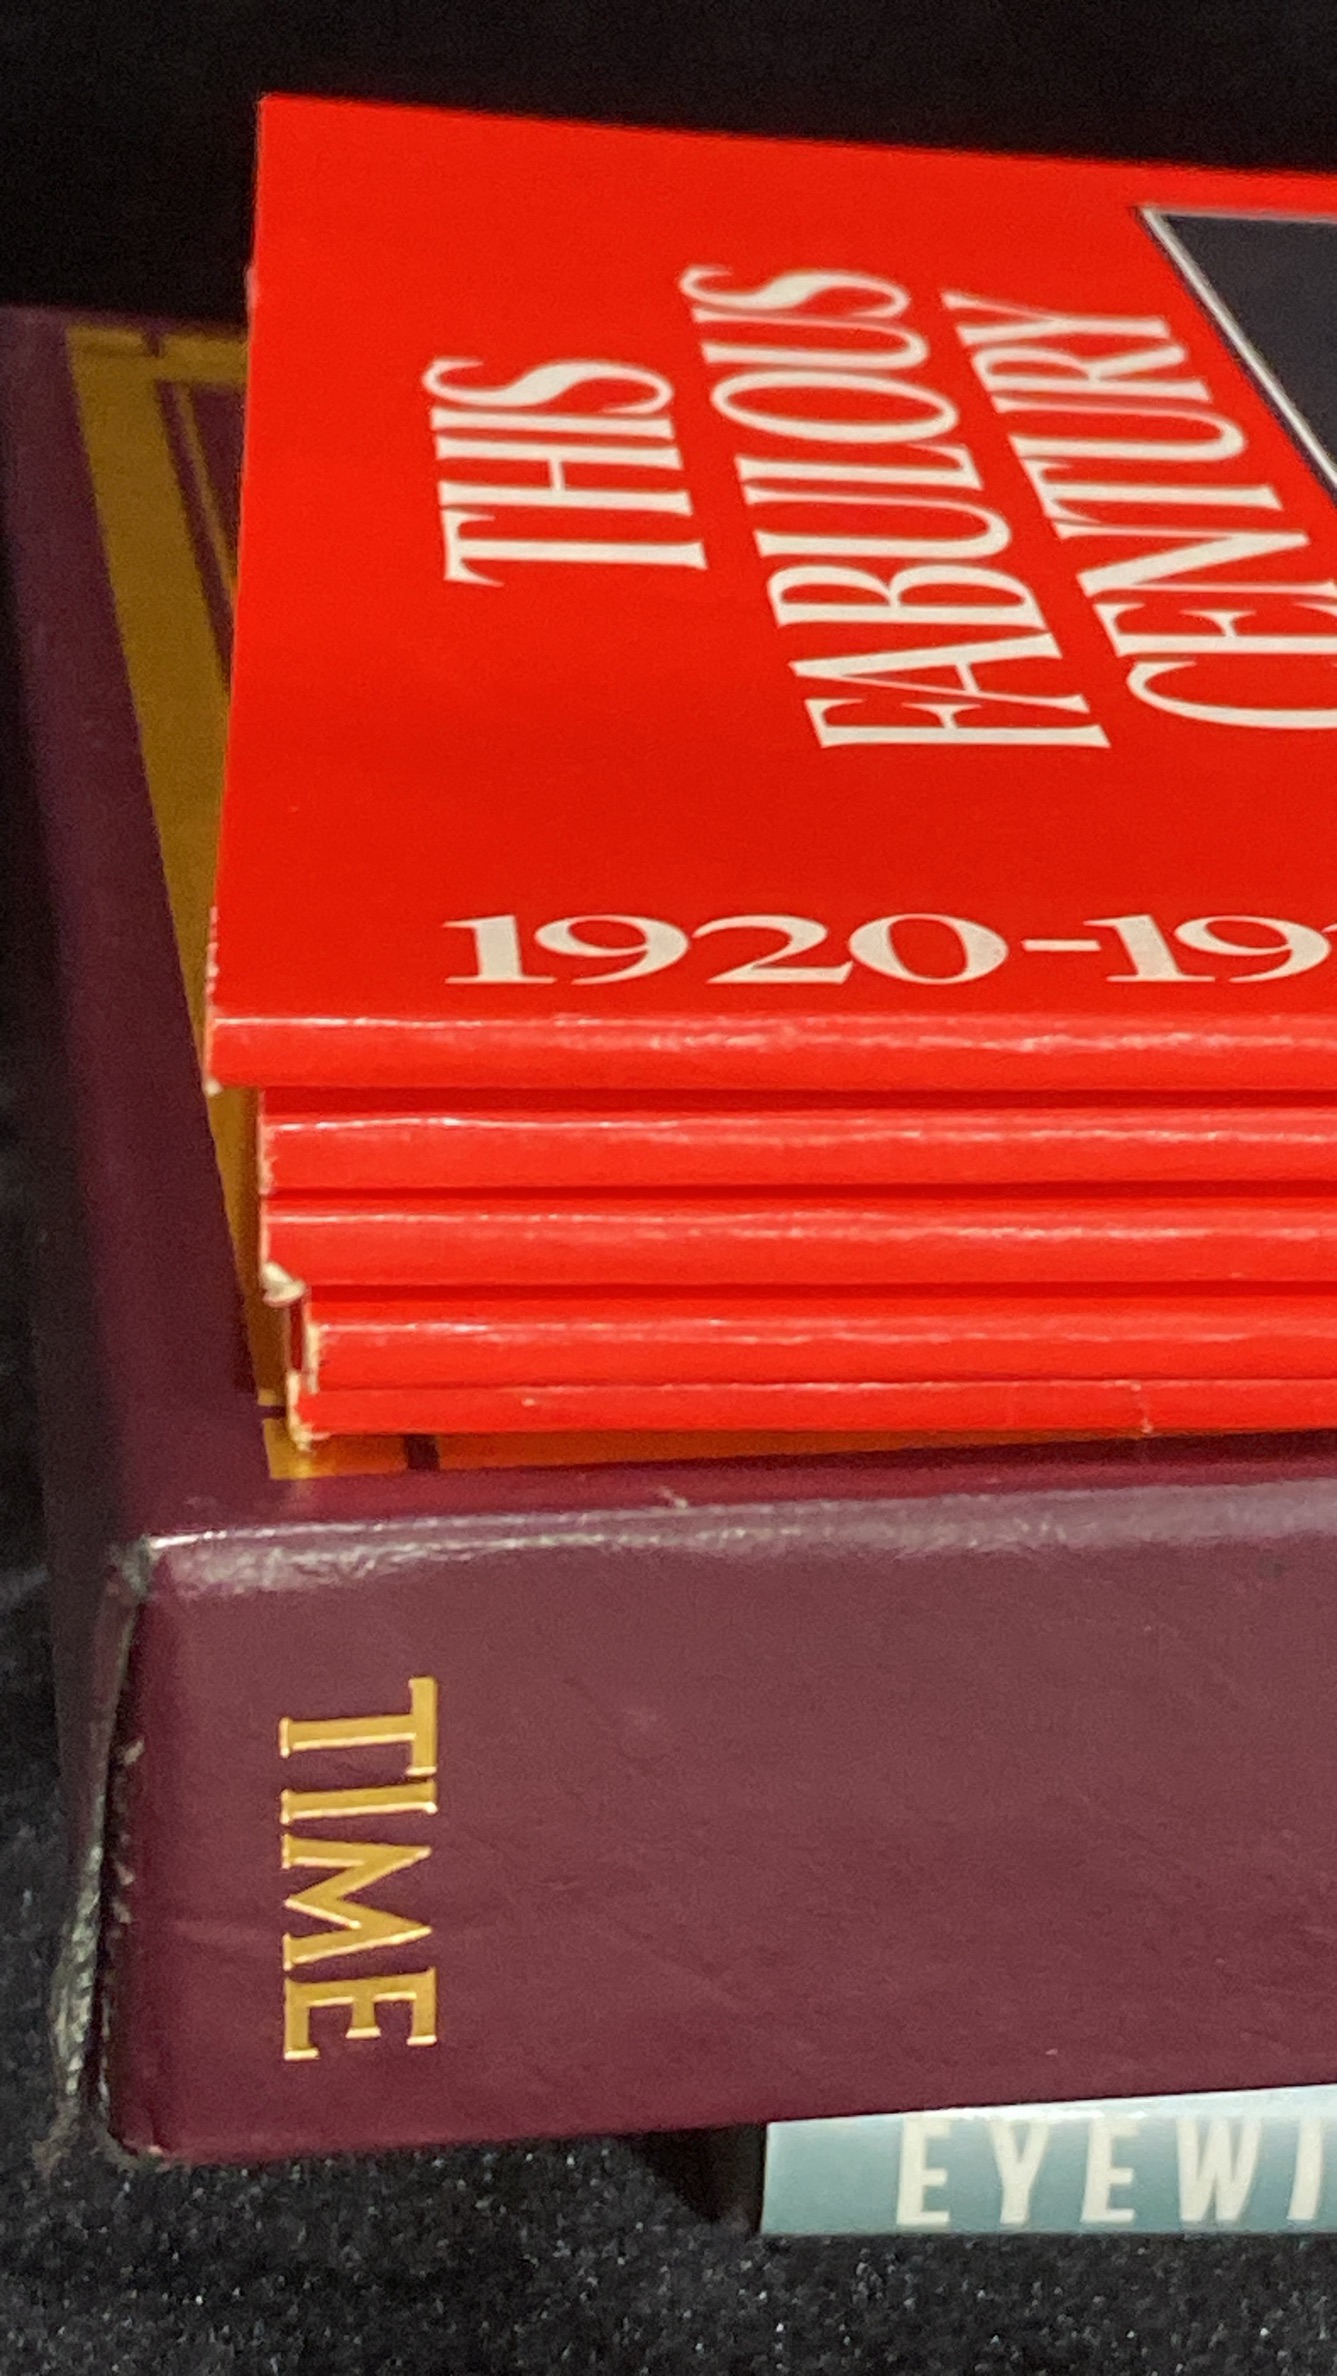 THIS
FABULOUS
CENTURY
1920-19
TIME
EYEWI